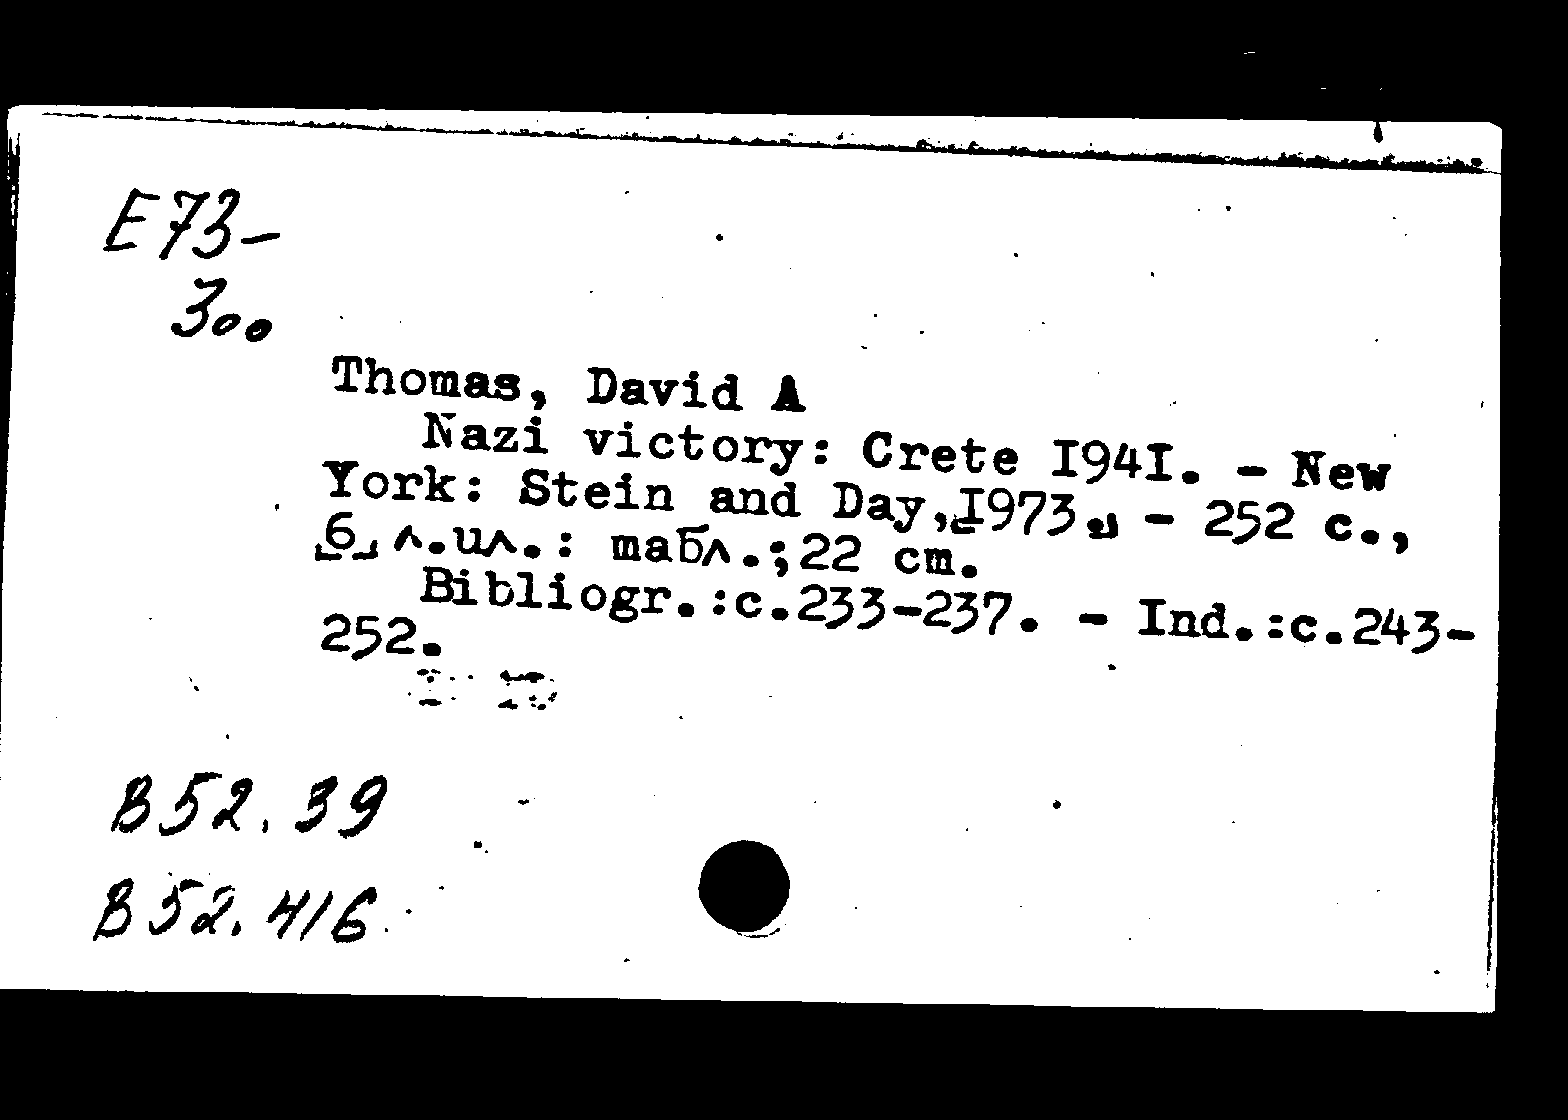 E73-
300
Thomas, David A
Nazi victory: Crete I94I. - New
York: Stein and Day,[I973.] - 252 c.,
[6] л.ил.: табл.;22 cm.
Bibliogr.:c.233-237. - Ind.:c.243-
252.
B52.39
B52.416